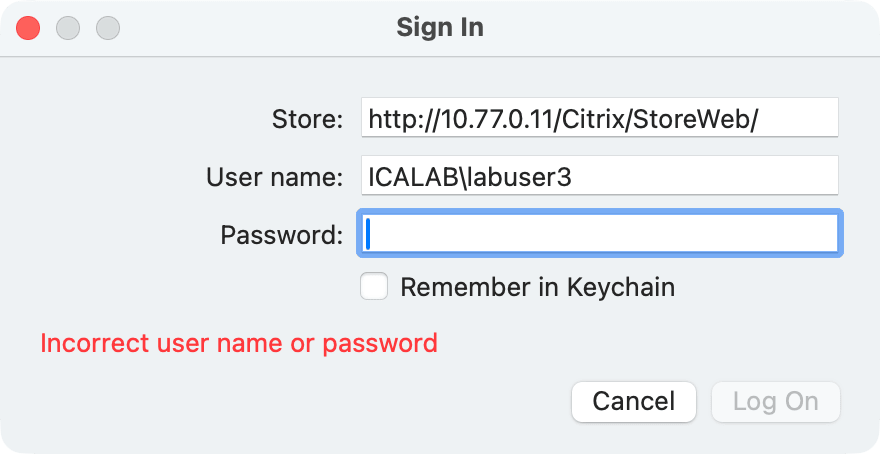 Sign In
Store: http://10.77.0.11/Citrix/StoreWeb/
User name: ICALAB\labuser3
Password:
Remember in Keychain
Incorrect user name or password
Cancel Log On